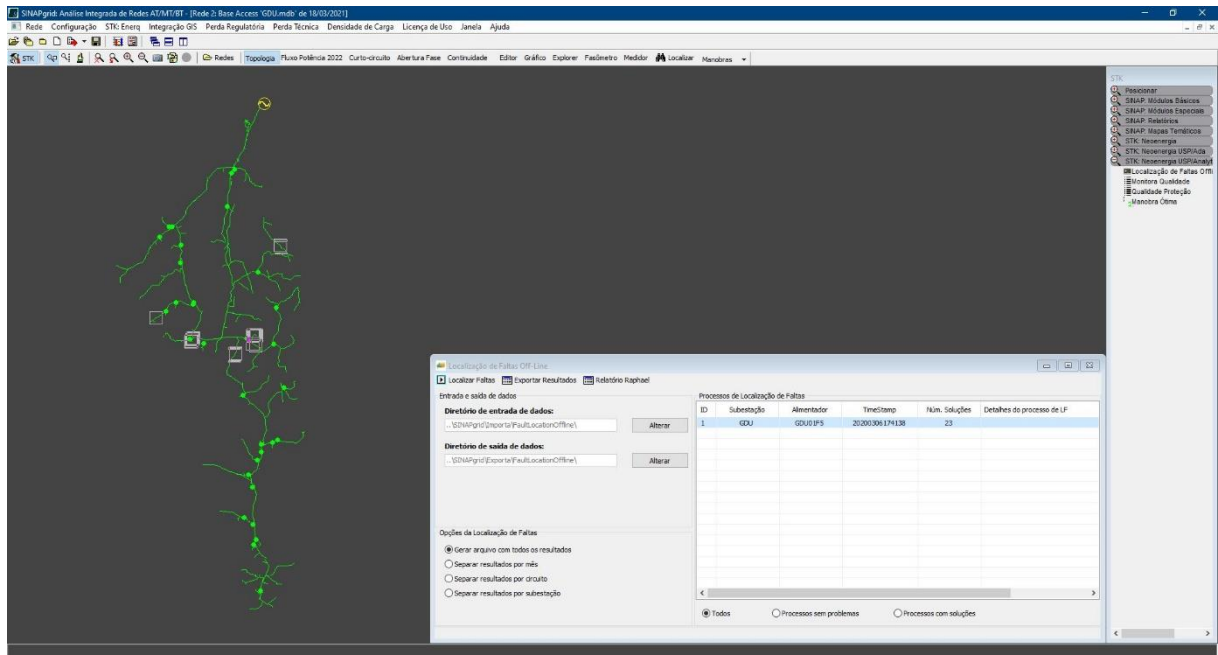 SINAPgrid: Análise Integrada de Redes AT/MT/BT - [Rede 2: Base Access 'GDU.mdb' de 18/03/2021]
Rede Configuração STK: Energ Integração GIS Perda Regulatória Perda Técnica Densidade de Carga Licença de Uso Janela Ajuda
STK Redes Topologia Fluxo Potência 2022 Curto-circuito Abertura Fase Continuidade Editor Gráfico Explorer Fasômetro Medidor Localizar Manobras
STK
Posicionar
SINAP: Módulos Básicos
SINAP: Módulos Especiais
SINAP: Relatórios
SINAP: Mapas Temáticos
STK: Neoenergia
STK: Neoenergia USP/Ada
STK: Neoenergia USP/Analyt
Localização de Faltas Offli
Monitora Qualidade
Qualidade Proteção
Manobra Ótima
Localização de Faltas Off-Line
Localizar Faltas Exportar Resultados Relatório Raphael
Entrada e saída de dados
Diretório de entrada de dados:
...\SINAPgrid\Importa\FaultLocationOffline\ Alterar
Diretório de saída de dados:
...\SINAPgrid\Exporta\FaultLocationOffline\ Alterar
Opções da Localização de Faltas
Gerar arquivo com todos os resultados
Separar resultados por mês
Separar resultados por circuito
Separar resultados por subestação
Processos de Localização de Faltas
ID Subestação Alimentador TimeStamp Núm. Soluções Detalhes do processo de LF
1 GDU GDU01F5 20200306174138 23
Todos Processos sem problemas Processos com soluções